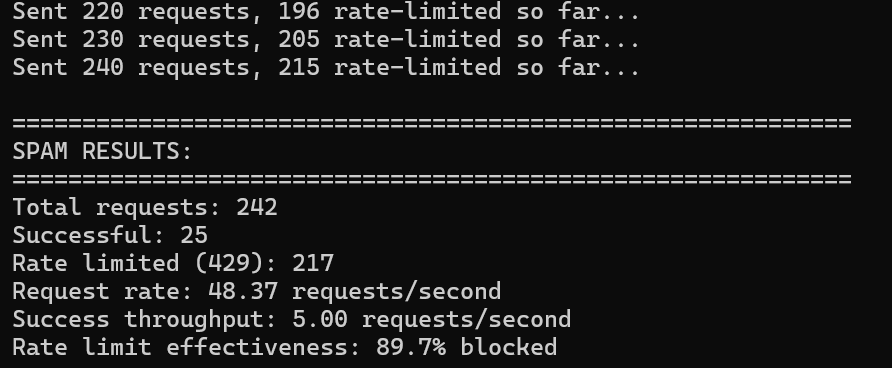 Sent 220 requests, 196 rate-limited so far...
Sent 230 requests, 205 rate-limited so far...
Sent 240 requests, 215 rate-limited so far...
============================================================
SPAM RESULTS:
============================================================
Total requests: 242
Successful: 25
Rate limited (429): 217
Request rate: 48.37 requests/second
Success throughput: 5.00 requests/second
Rate limit effectiveness: 89.7% blocked